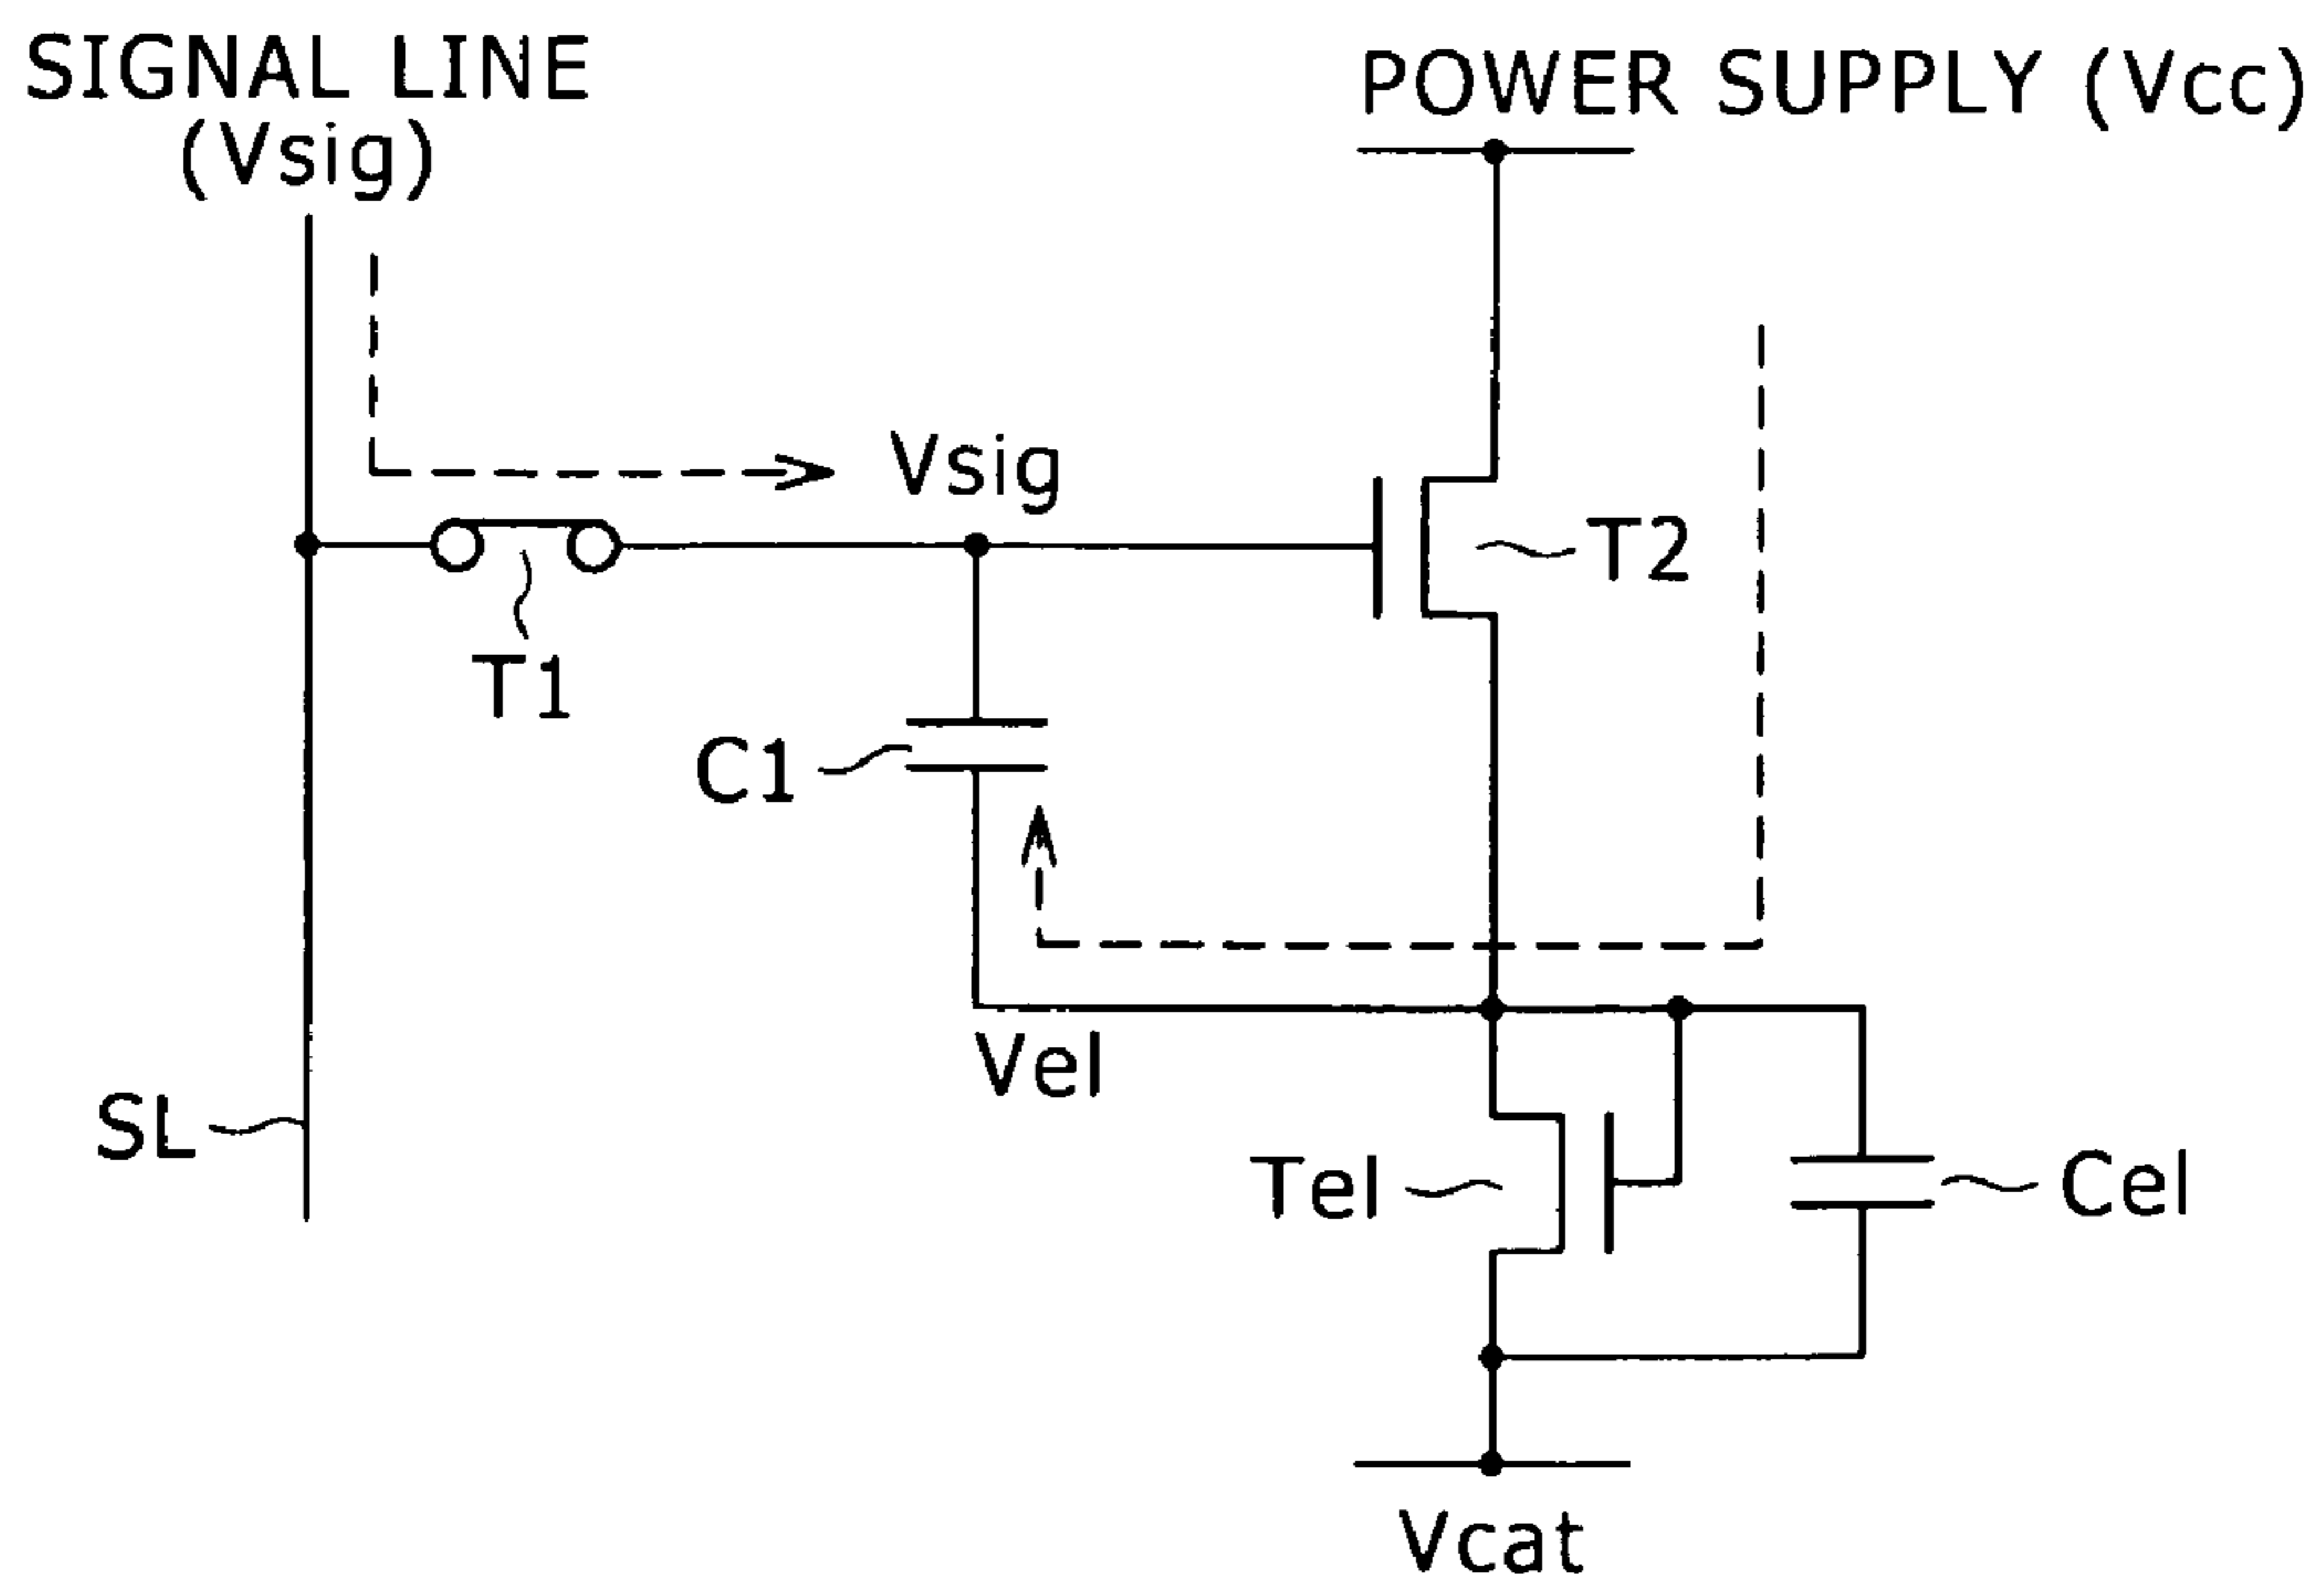 SIGNAL LINE
(Vsig)
POWER SUPPLY (Vcc)
Vsig
T2
T1
C1
Vel
SL
Tel
Cel
Vcat